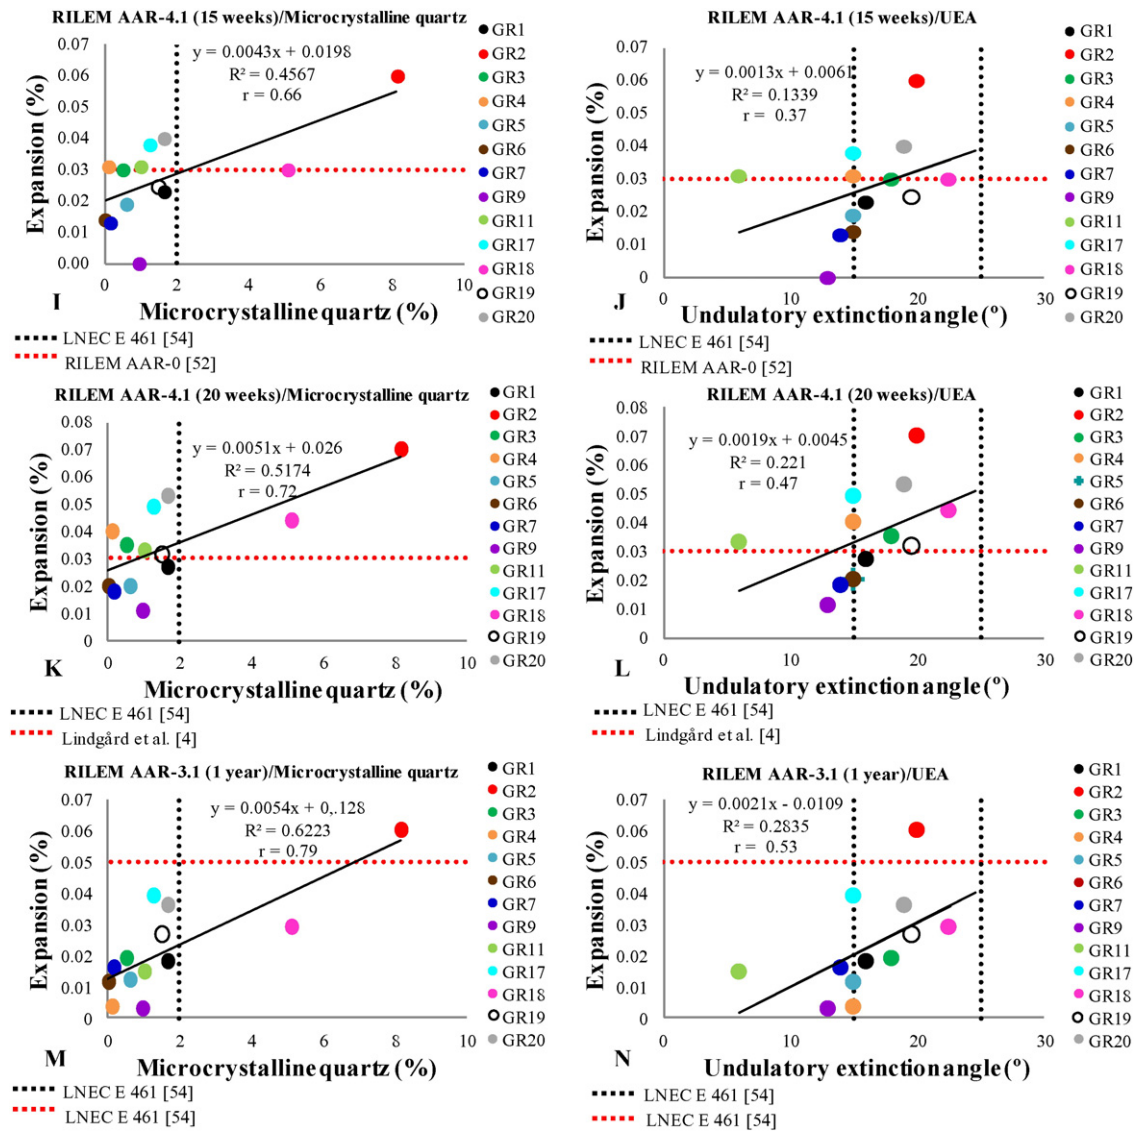 RILEM AAR-4.1 (15 weeks)/Microcrystalline quartz
y = 0.0043x + 0.0198
R² = 0.4567
r = 0.66
Expansion (%)
0.07
0.06
0.05
0.04
0.03
0.02
0.01
0.00
0 2 4 6 8 10
I
Microcrystalline quartz (%)
LNEC E 461 [54]
RILEM AAR-0 [52]
GR1
GR2
GR3
GR4
GR5
GR6
GR7
GR9
GR11
GR17
GR18
GR19
GR20
RILEM AAR-4.1 (15 weeks)/UEA
y = 0.0013x + 0.0061
R² = 0.1339
r = 0.37
Expansion (%)
0.07
0.06
0.05
0.04
0.03
0.02
0.01
0
0 10 20 30
J
Undulatory extinction angle (º)
LNEC E 461 [54]
RILEM AAR-0 [52]
GR1
GR2
GR3
GR4
GR5
GR6
GR7
GR9
GR11
GR17
GR18
GR19
GR20
RILEM AAR-4.1 (20 weeks)/Microcrystalline quartz
y = 0.0051x + 0.026
R² = 0.5174
r = 0.72
Expansion (%)
0.08
0.07
0.06
0.05
0.04
0.03
0.02
0.01
0
0 2 4 6 8 10
K
Microcrystalline quartz (%)
LNEC E 461 [54]
Lindgård et al. [4]
GR1
GR2
GR3
GR4
GR5
GR6
GR7
GR9
GR11
GR17
GR18
GR19
GR20
RILEM AAR-4.1 (20 weeks)/UEA
y = 0.0019x + 0.0045
R² = 0.221
r = 0.47
Expansion (%)
0.08
0.07
0.06
0.05
0.04
0.03
0.02
0.01
0
0 10 20 30
L
Undulatory extinction angle (º)
LNEC E 461 [54]
Lindgård et al. [4]
GR1
GR2
GR3
GR4
GR5
GR6
GR7
GR9
GR11
GR17
GR18
GR19
GR20
RILEM AAR-3.1 (1 year)/Microcrystalline quartz
y = 0.0054x + 0,.128
R² = 0.6223
r = 0.79
Expansion (%)
0.07
0.06
0.05
0.04
0.03
0.02
0.01
0
0 2 4 6 8 10
M
Microcrystalline quartz (%)
LNEC E 461 [54]
LNEC E 461 [54]
GR1
GR2
GR3
GR4
GR5
GR6
GR7
GR9
GR11
GR17
GR18
GR19
GR20
RILEM AAR-3.1 (1 year)/UEA
y = 0.0021x - 0.0109
R² = 0.2835
r = 0.53
Expansion (%)
0.07
0.06
0.05
0.04
0.03
0.02
0.01
0
0 10 20 30
N
Undulatory extinction angle (º)
LNEC E 461 [54]
LNEC E 461 [54]
GR1
GR2
GR3
GR4
GR5
GR6
GR7
GR9
GR11
GR17
GR18
GR19
GR20